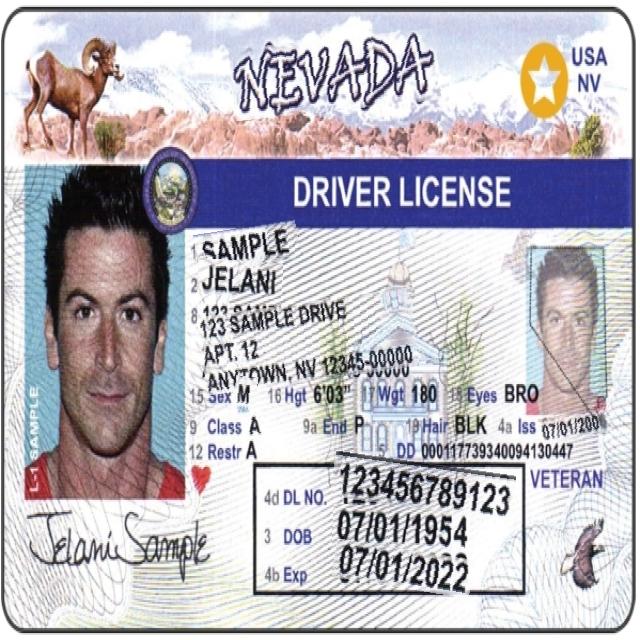 NEVADA
USA
NV
DRIVER LICENSE
1 SAMPLE
2 JELANI
8 123 SAMPLE DRIVE
APT. 12
ANYTOWN, NV 12345-00000
15 Sex M 16 Hgt 6'03" 17 Wgt 180 18 Eyes BRO
9 Class A 9a End P 19 Hair BLK 4a Iss 07/01/200
12 Restr A 5 DD 0001177393400941 30447
L-1 SAMPLE
VETERAN
4d DL NO. 123456789123
3 DOB 07/01/1954
4b Exp 07/01/2022
Jelani Sample